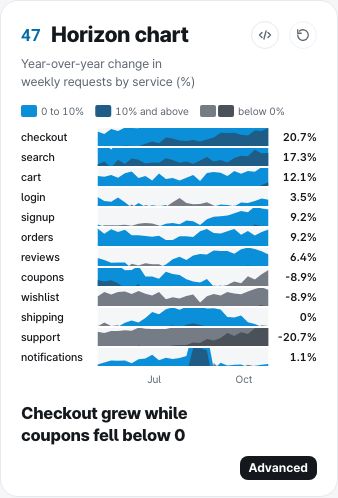 47 Horizon chart
Year-over-year change in
weekly requests by service (%)
0 to 10% 10% and above below 0%
checkout 20.7%
search 17.3%
cart 12.1%
login 3.5%
signup 9.2%
orders 9.2%
reviews 6.4%
coupons -8.9%
wishlist -8.9%
shipping 0%
support -20.7%
notifications 1.1%
Jul Oct
Checkout grew while
coupons fell below 0
Advanced